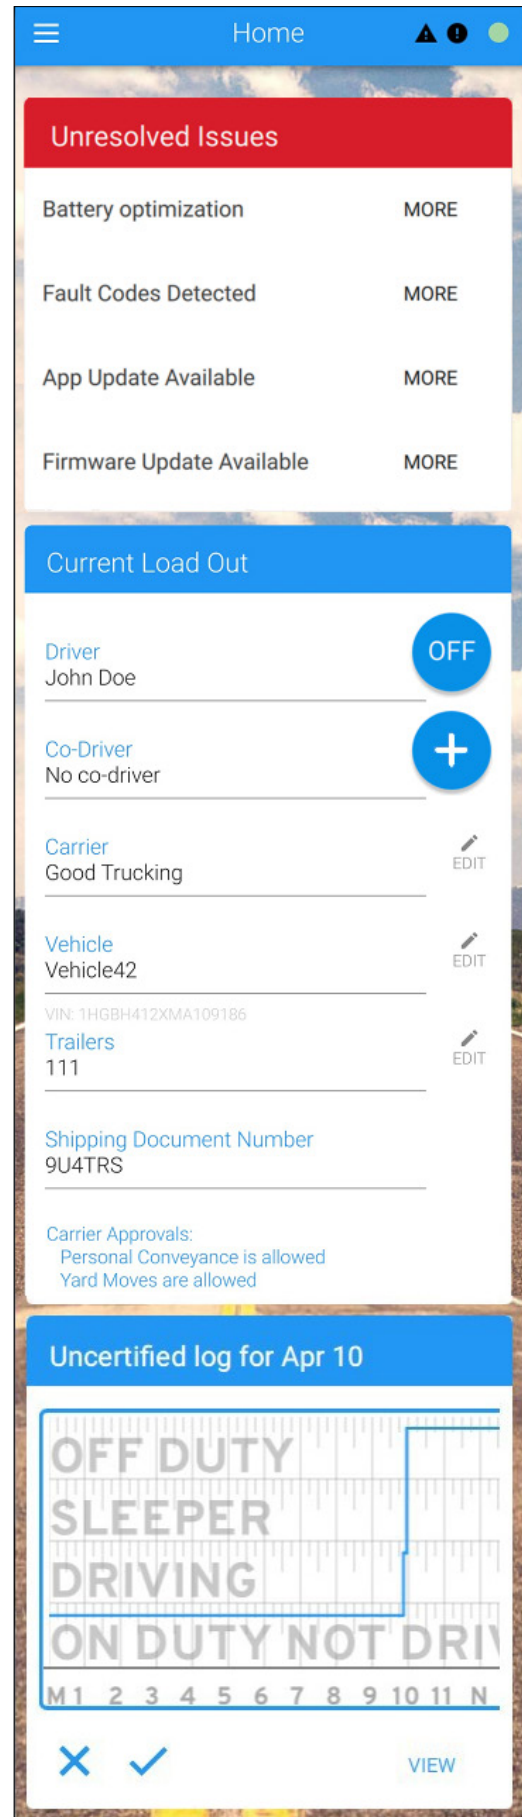 Home
Unresolved Issues
Battery optimization MORE
Fault Codes Detected MORE
App Update Available MORE
Firmware Update Available MORE
Current Load Out
Driver
John Doe
OFF
Co-Driver
No co-driver
Carrier
Good Trucking
EDIT
Vehicle
Vehicle42
EDIT
VIN: 1HGBH412XMA109186
Trailers
111
EDIT
Shipping Document Number
9U4TRS
Carrier Approvals:
Personal Conveyance is allowed
Yard Moves are allowed
Uncertified log for Apr 10
OFF DUTY
SLEEPER
DRIVING
ON DUTY NOT DRIV
M 1 2 3 4 5 6 7 8 9 10 11 N
VIEW